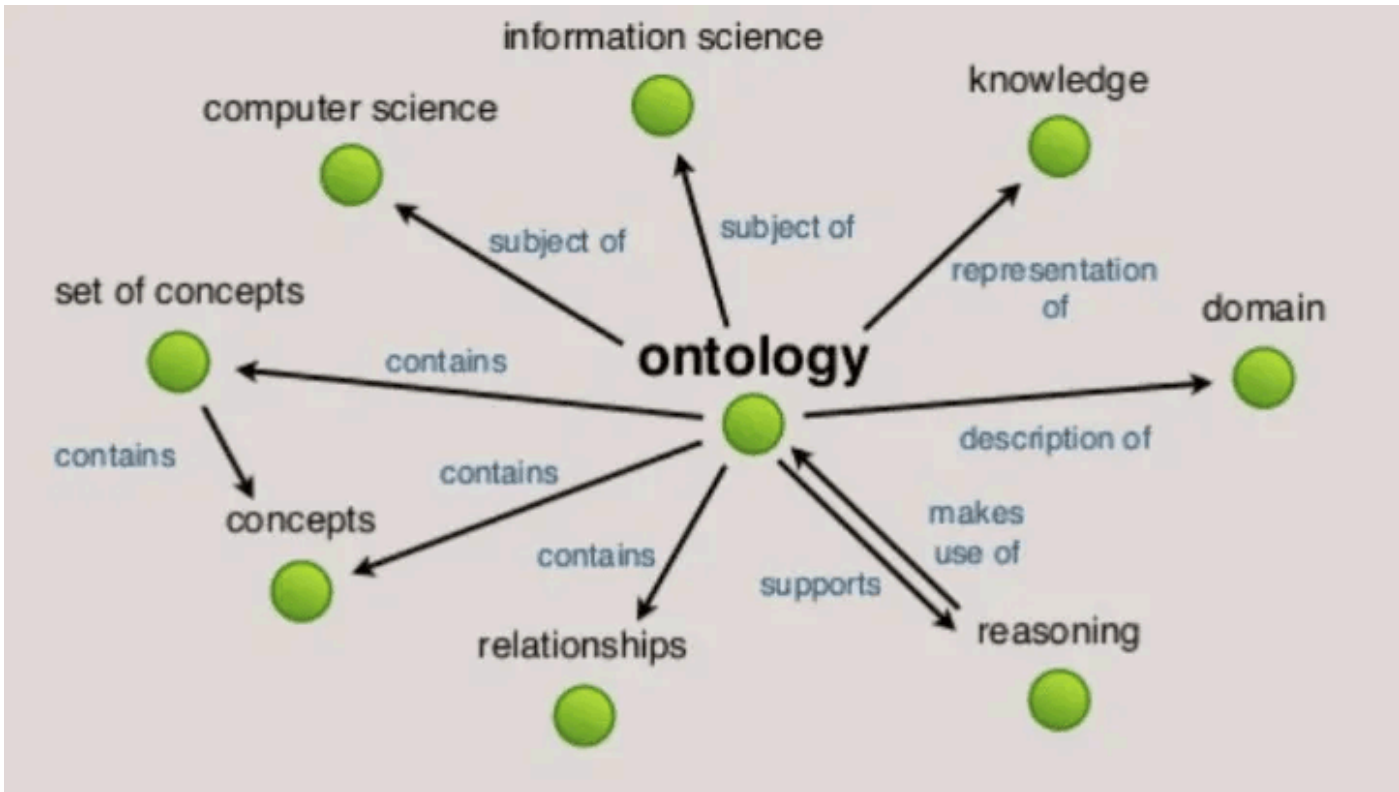 information science
knowledge
computer science
subject of
subject of
representation
of
set of concepts
domain
ontology
contains
description of
contains
contains
concepts
makes
use of
contains
supports
relationships
reasoning